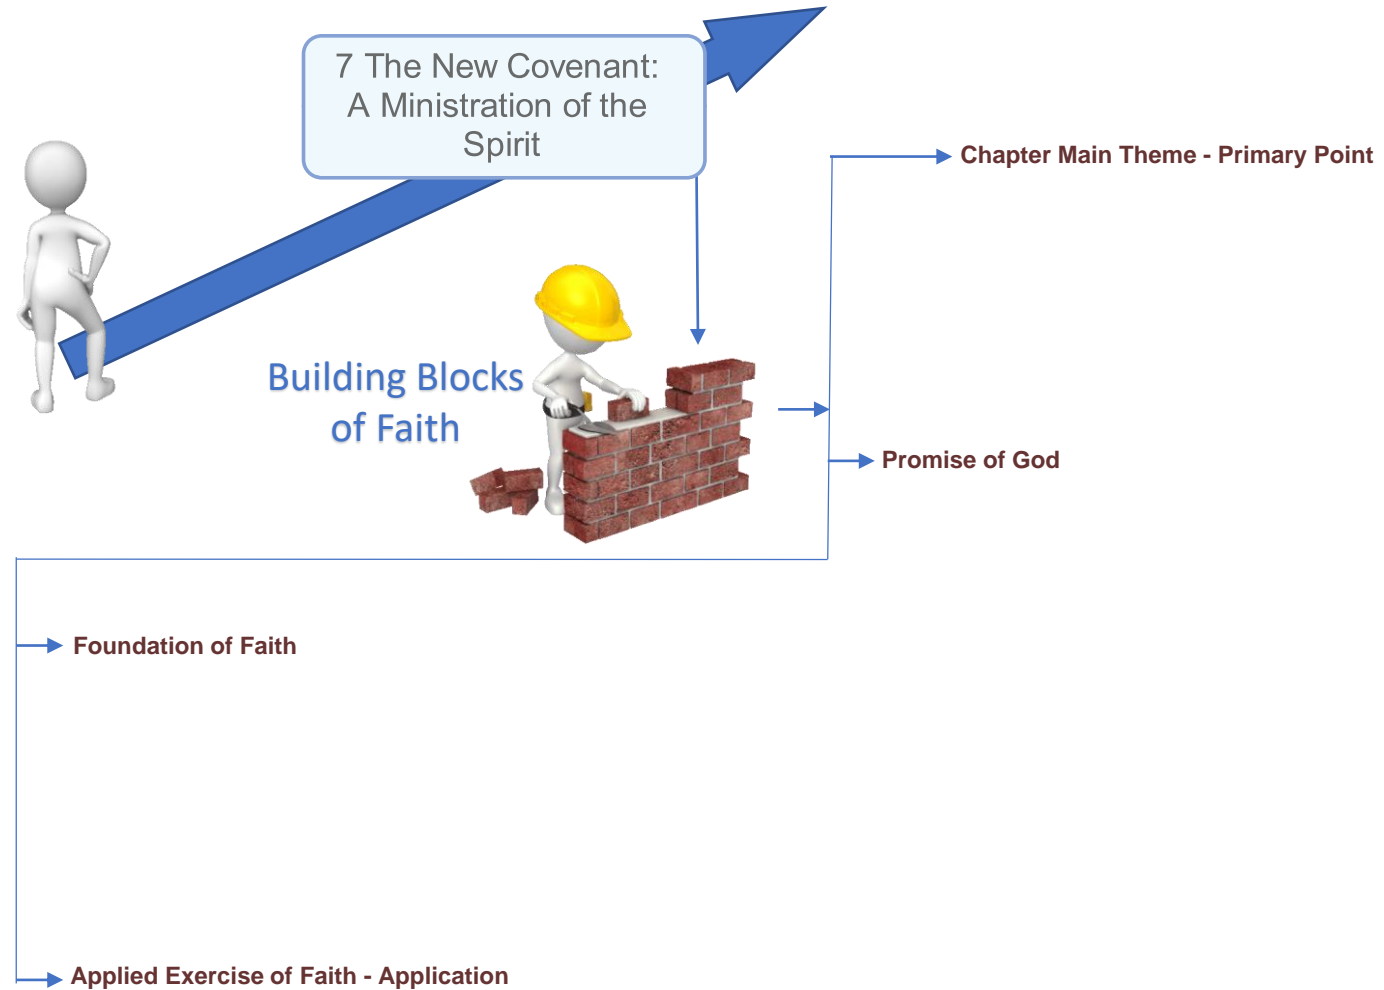 7 The New Covenant:
A Ministration of the
Spirit
Chapter Main Theme - Primary Point
Building Blocks
of Faith
Promise of God
Foundation of Faith
Applied Exercise of Faith - Application